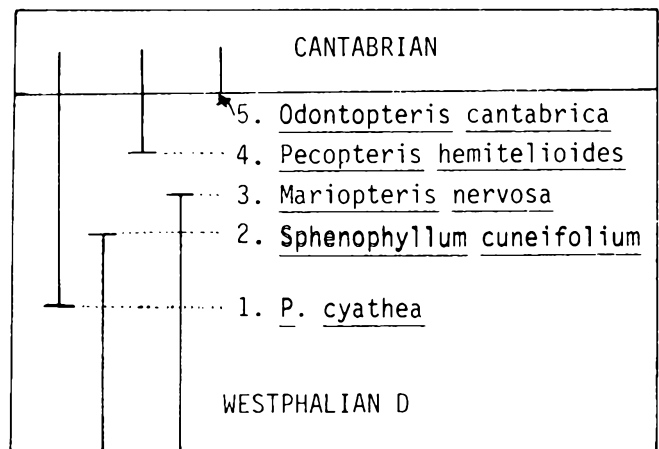 CANTABRIAN
5. Odontopteris cantabrica
4. Pecopteris hemitelioides
3. Mariopteris nervosa
2. Sphenophyllum cuneifolium
1. P. cyathea
WESTPHALIAN D